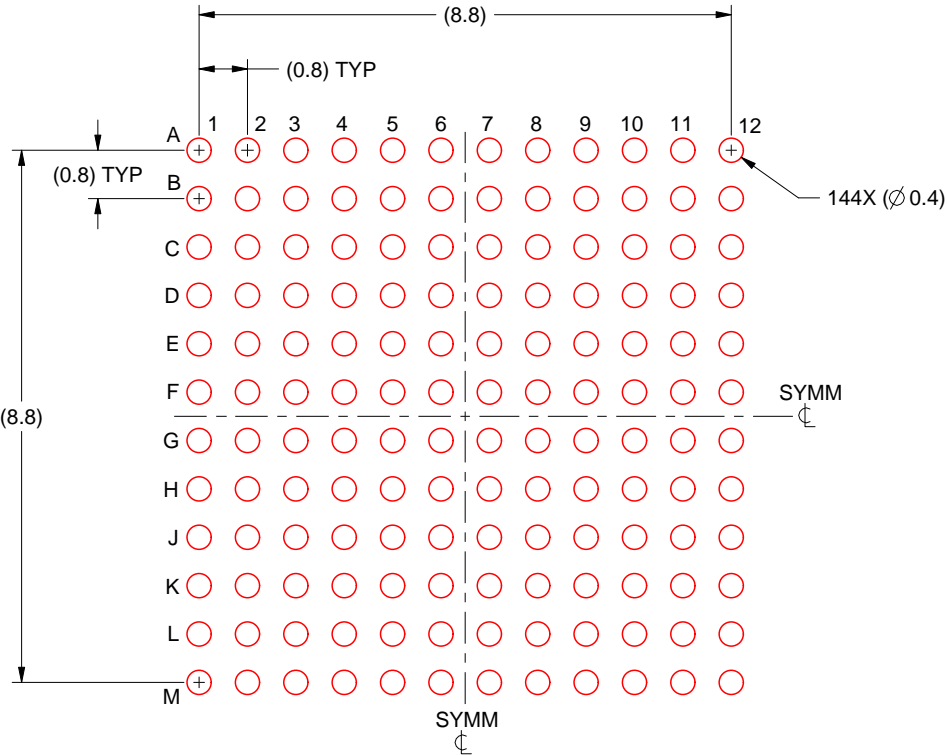 (8.8)
(0.8) TYP
1 2 3 4 5 6 7 8 9 10 11 12
A
(0.8) TYP
B
144X (∅ 0.4)
C
D
E
F
SYMM
℄
(8.8)
G
H
J
K
L
M
SYMM
℄